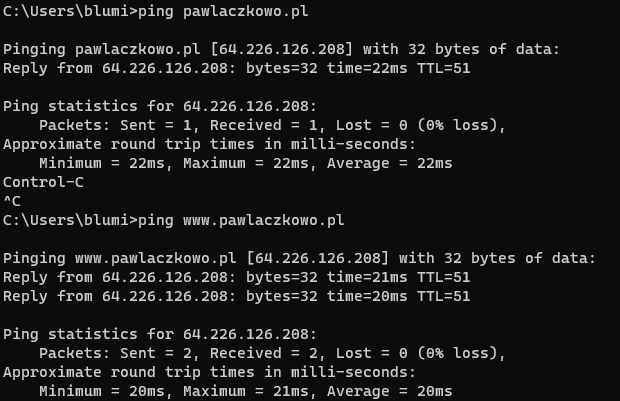 C:\Users\blumi>ping pawlaczkowo.pl

Pinging pawlaczkowo.pl [64.226.126.208] with 32 bytes of data:
Reply from 64.226.126.208: bytes=32 time=22ms TTL=51

Ping statistics for 64.226.126.208:
    Packets: Sent = 1, Received = 1, Lost = 0 (0% loss),
Approximate round trip times in milli-seconds:
    Minimum = 22ms, Maximum = 22ms, Average = 22ms
Control-C
^C
C:\Users\blumi>ping www.pawlaczkowo.pl

Pinging www.pawlaczkowo.pl [64.226.126.208] with 32 bytes of data:
Reply from 64.226.126.208: bytes=32 time=21ms TTL=51
Reply from 64.226.126.208: bytes=32 time=20ms TTL=51

Ping statistics for 64.226.126.208:
    Packets: Sent = 2, Received = 2, Lost = 0 (0% loss),
Approximate round trip times in milli-seconds:
    Minimum = 20ms, Maximum = 21ms, Average = 20ms